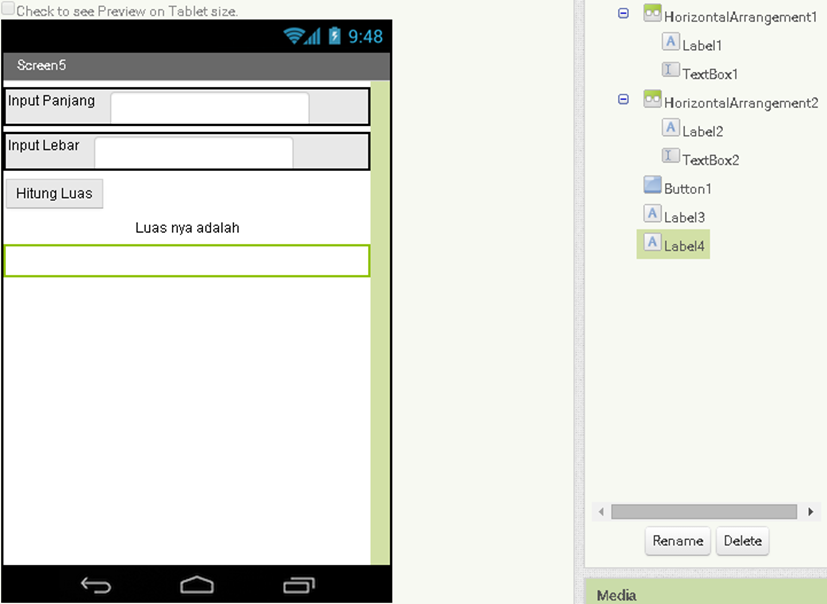 Check to see Preview on Tablet size.
9:48
Screen5
Input Panjang
Input Lebar
Hitung Luas
Luas nya adalah
HorizontalArrangement1
A Label1
TextBox1
HorizontalArrangement2
A Label2
TextBox2
Button1
A Label3
A Label4
Rename Delete
Media